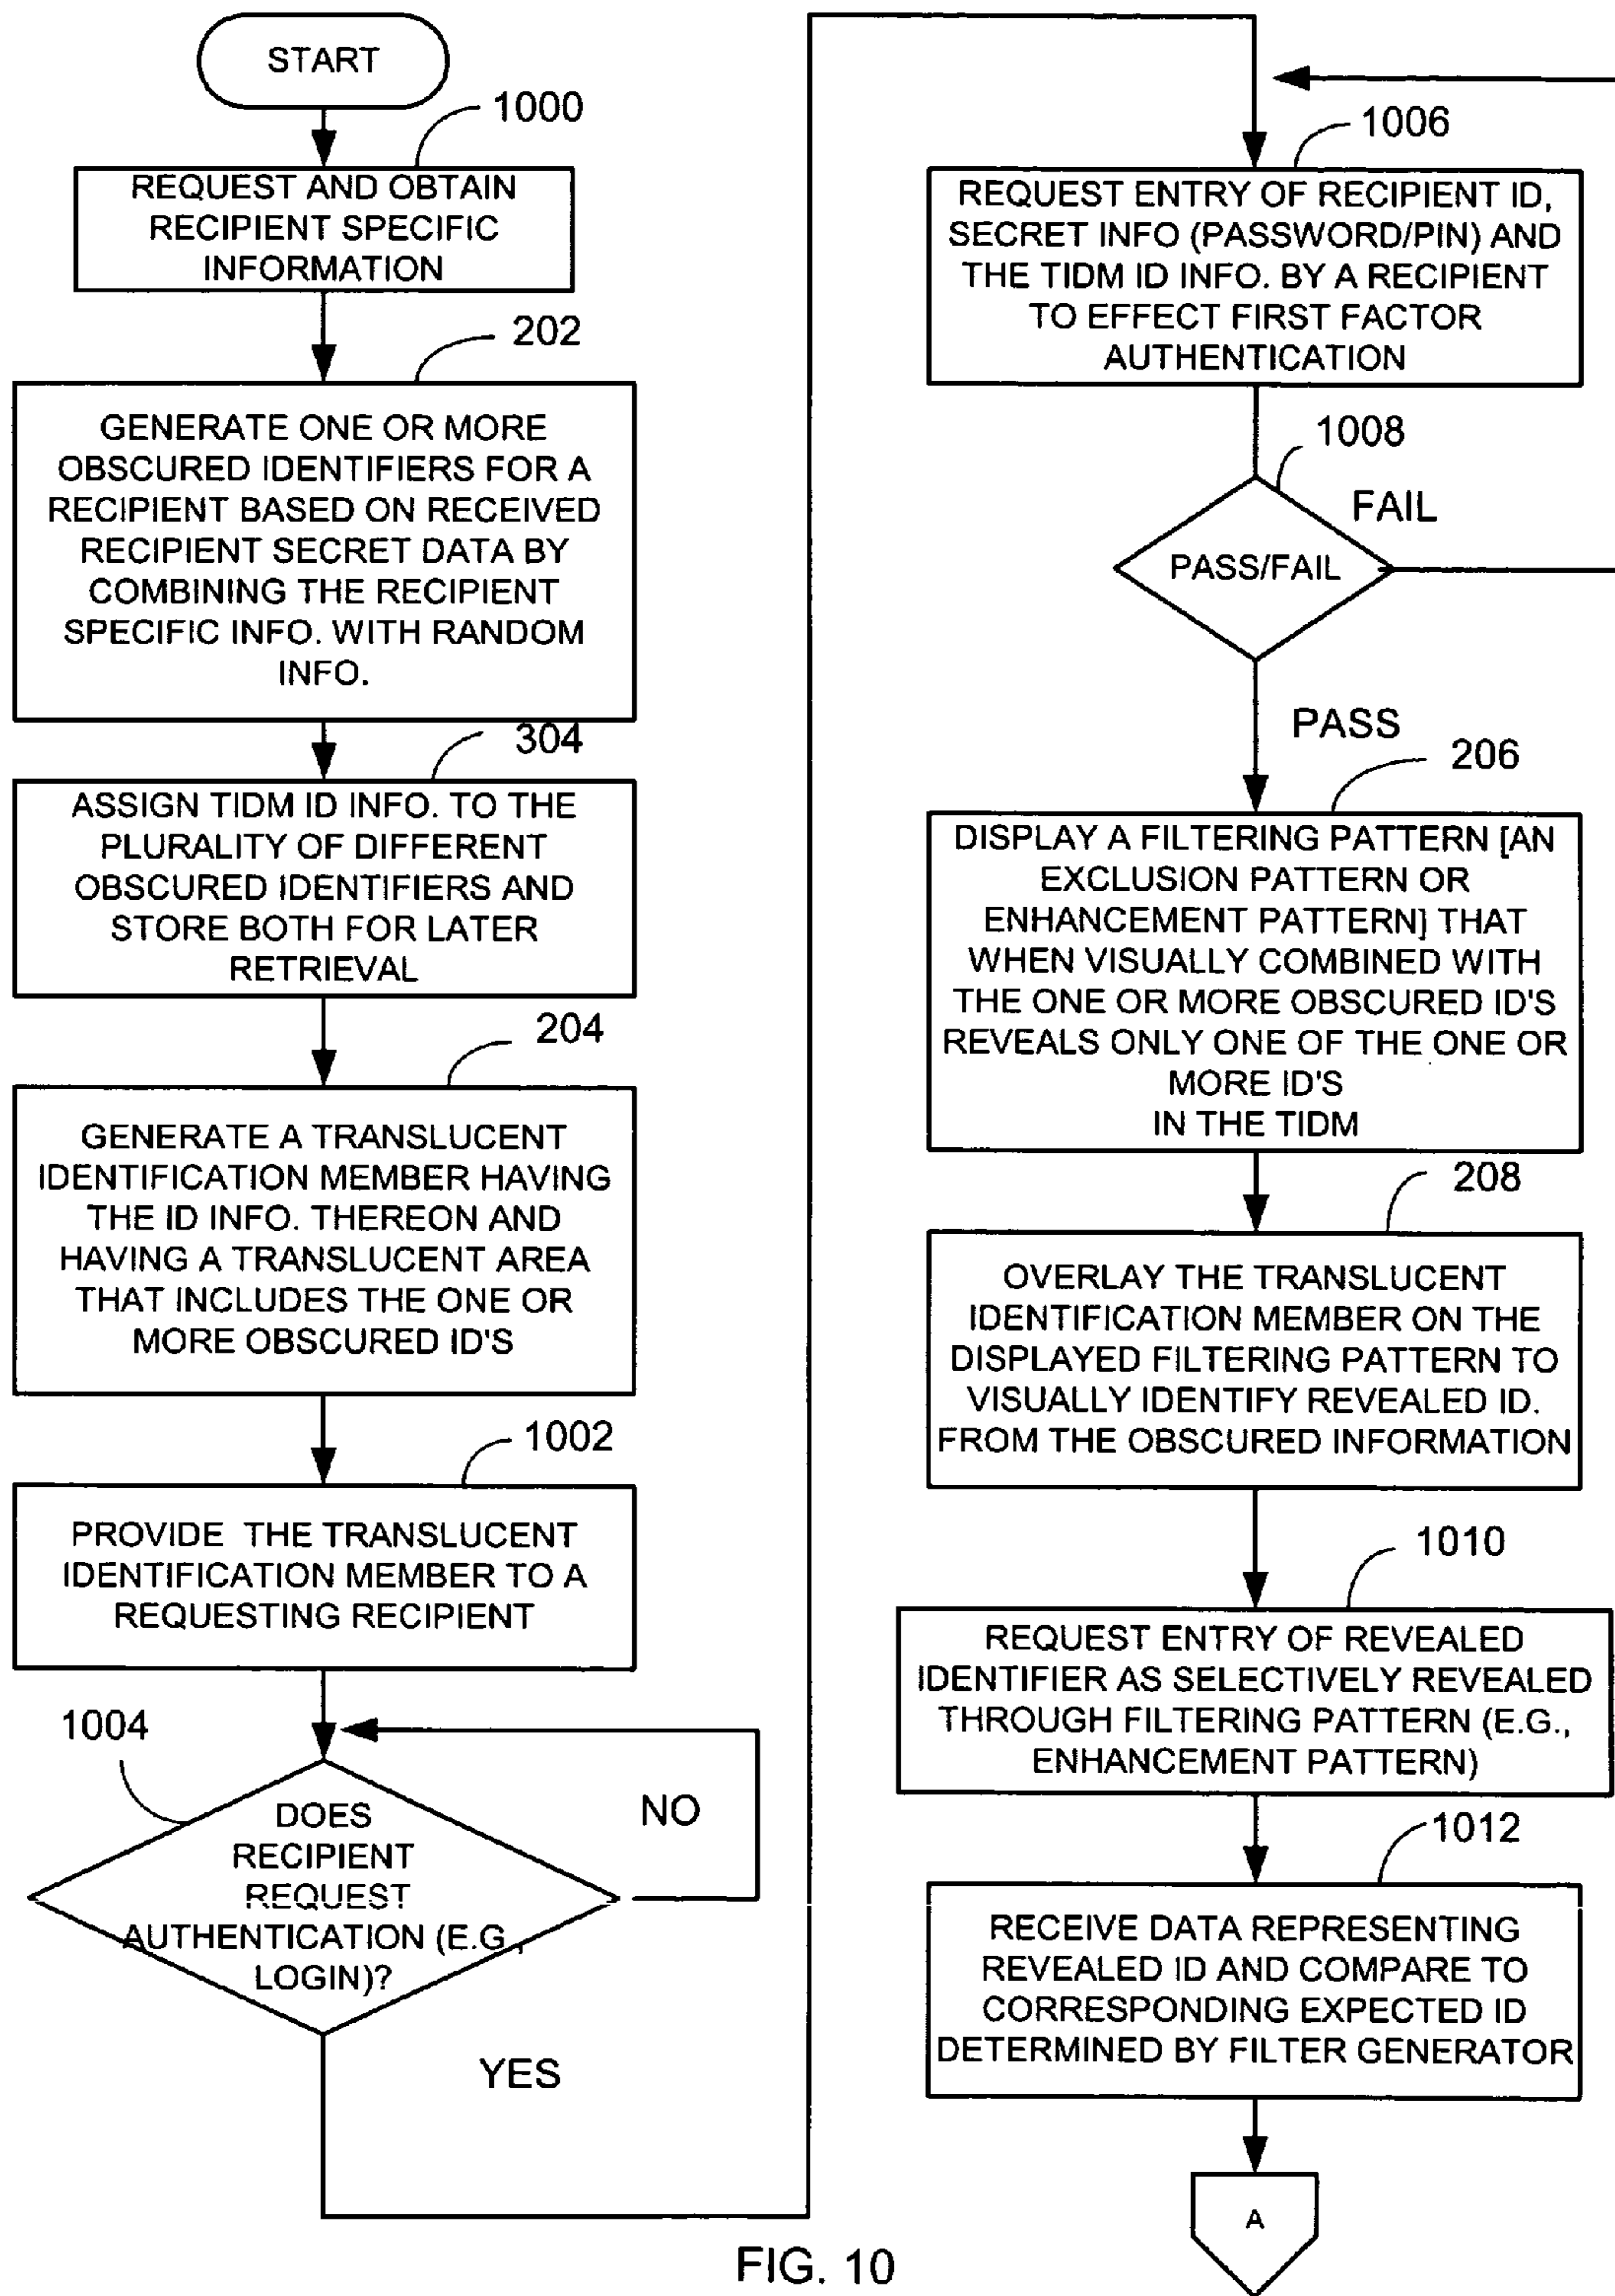 START
1000
REQUEST AND OBTAIN
RECIPIENT SPECIFIC
INFORMATION
202
GENERATE ONE OR MORE
OBSCURED IDENTIFIERS FOR A
RECIPIENT BASED ON RECEIVED
RECIPIENT SECRET DATA BY
COMBINING THE RECIPIENT
SPECIFIC INFO. WITH RANDOM
INFO.
304
ASSIGN TIDM ID INFO. TO THE
PLURALITY OF DIFFERENT
OBSCURED IDENTIFIERS AND
STORE BOTH FOR LATER
RETRIEVAL
204
GENERATE A TRANSLUCENT
IDENTIFICATION MEMBER HAVING
THE ID INFO. THEREON AND
HAVING A TRANSLUCENT AREA
THAT INCLUDES THE ONE OR
MORE OBSCURED ID'S
1002
PROVIDE THE TRANSLUCENT
IDENTIFICATION MEMBER TO A
REQUESTING RECIPIENT
1004
DOES
RECIPIENT
REQUEST
AUTHENTICATION (E.G.,
LOGIN)?
NO
YES
1006
REQUEST ENTRY OF RECIPIENT ID,
SECRET INFO (PASSWORD/PIN) AND
THE TIDM ID INFO. BY A RECIPIENT
TO EFFECT FIRST FACTOR
AUTHENTICATION
1008
FAIL
PASS/FAIL
PASS
206
DISPLAY A FILTERING PATTERN [AN
EXCLUSION PATTERN OR
ENHANCEMENT PATTERN] THAT
WHEN VISUALLY COMBINED WITH
THE ONE OR MORE OBSCURED ID'S
REVEALS ONLY ONE OF THE ONE OR
MORE ID'S
IN THE TIDM
208
OVERLAY THE TRANSLUCENT
IDENTIFICATION MEMBER ON THE
DISPLAYED FILTERING PATTERN TO
VISUALLY IDENTIFY REVEALED ID.
FROM THE OBSCURED INFORMATION
1010
REQUEST ENTRY OF REVEALED
IDENTIFIER AS SELECTIVELY REVEALED
THROUGH FILTERING PATTERN (E.G.,
ENHANCEMENT PATTERN)
1012
RECEIVE DATA REPRESENTING
REVEALED ID AND COMPARE TO
CORRESPONDING EXPECTED ID
DETERMINED BY FILTER GENERATOR
A
FIG. 10